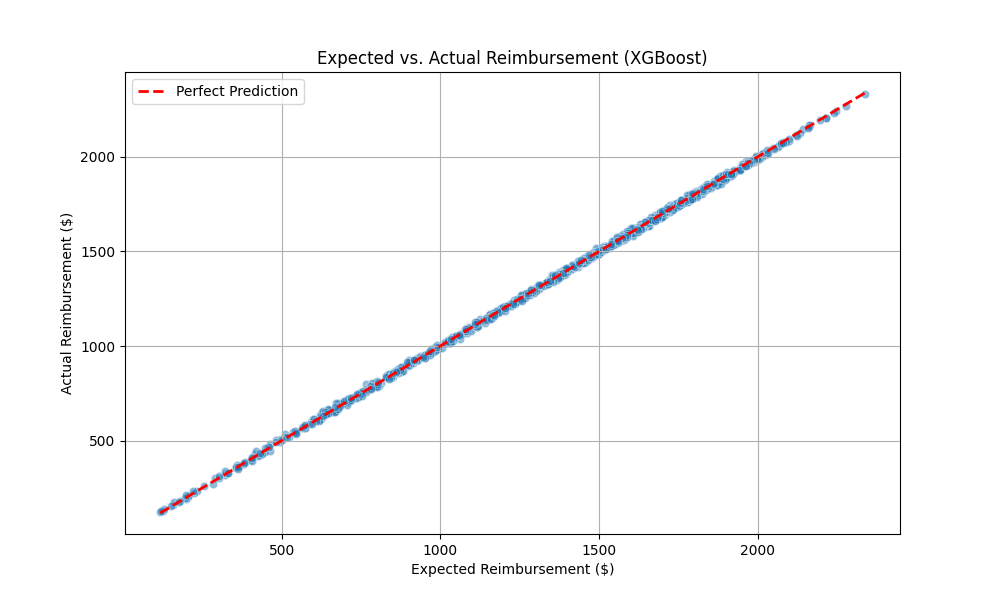 Expected vs. Actual Reimbursement (XGBoost)
Perfect Prediction
2000
1500
1000
500
Actual Reimbursement ($)
500 1000 1500 2000
Expected Reimbursement ($)